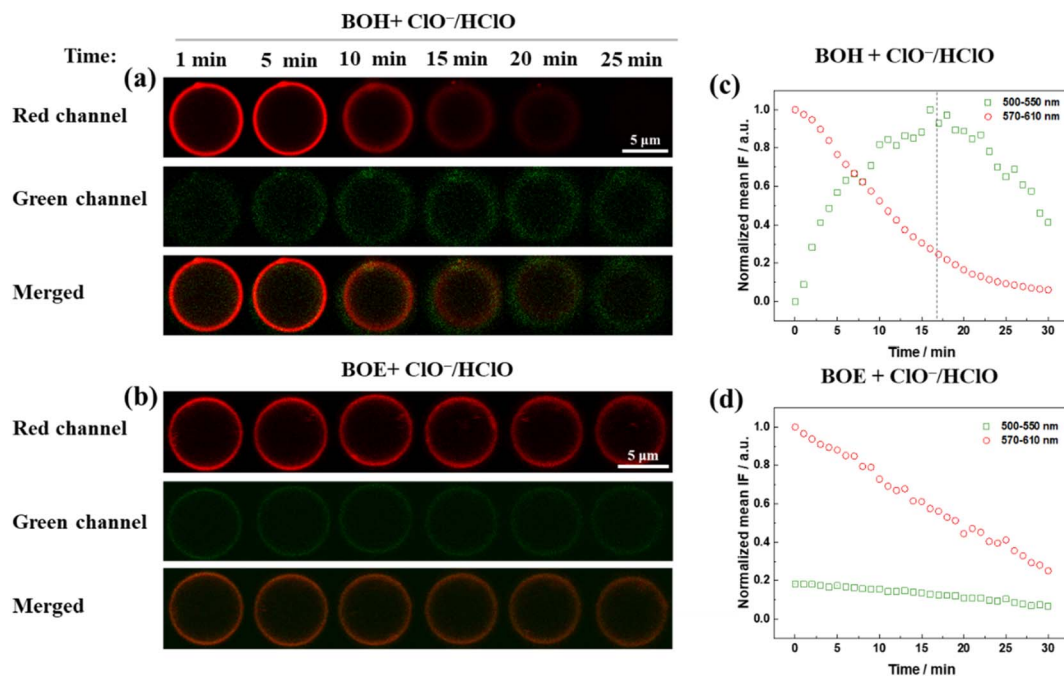 BOH+ ClO⁻/HClO
Time: 1 min 5 min 10 min 15 min 20 min 25 min
(a)
Red channel
5 µm
Green channel
Merged
BOE+ ClO⁻/HClO
(b)
Red channel
5 µm
Green channel
Merged
BOH + ClO⁻/HClO
(c)
500-550 nm
570-610 nm
Normalized mean IF / a.u.
1.0
0.8
0.6
0.4
0.2
0.0
0 5 10 15 20 25 30
Time / min
BOE + ClO⁻/HClO
(d)
500-550 nm
570-610 nm
Normalized mean IF / a.u.
1.0
0.8
0.6
0.4
0.2
0.0
0 5 10 15 20 25 30
Time / min